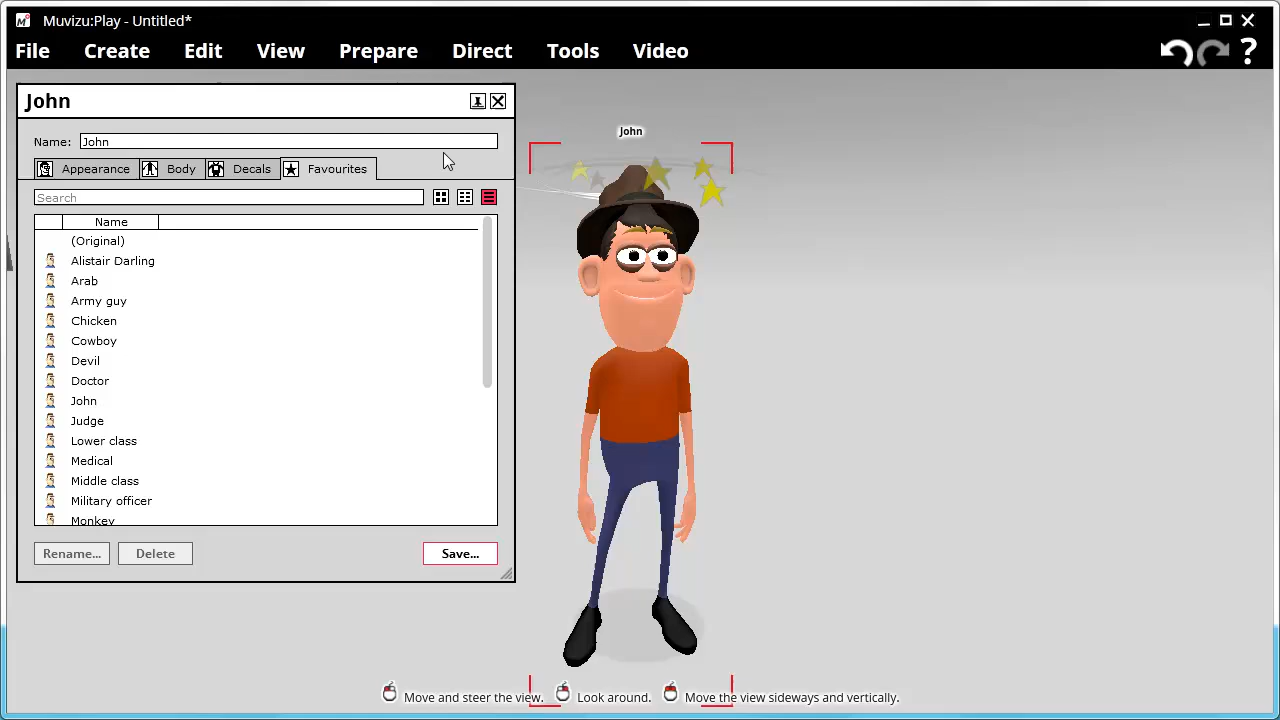 Muvizu:Play - Untitled*
File Create Edit View Prepare Direct Tools Video ?
John
Name: John
Appearance Body Decals Favourites
Search
Name
(Original)
Alistair Darling
Arab
Army guy
Chicken
Cowboy
Devil
Doctor
John
Judge
Lower class
Medical
Middle class
Military officer
Monkey
Rename... Delete Save...
John
Move and steer the view. Look around. Move the view sideways and vertically.